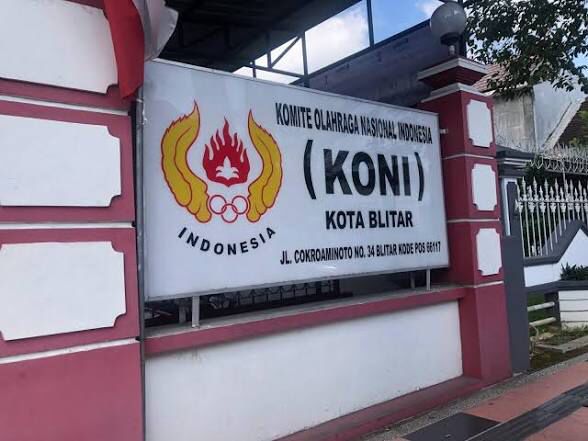 KOMITE OLAHRAGA NASIONAL INDONESIA
(KONI)
KOTA BLITAR
JL. COKROAMINOTO NO. 34 BLITAR KODE POS 66117
INDONESIA